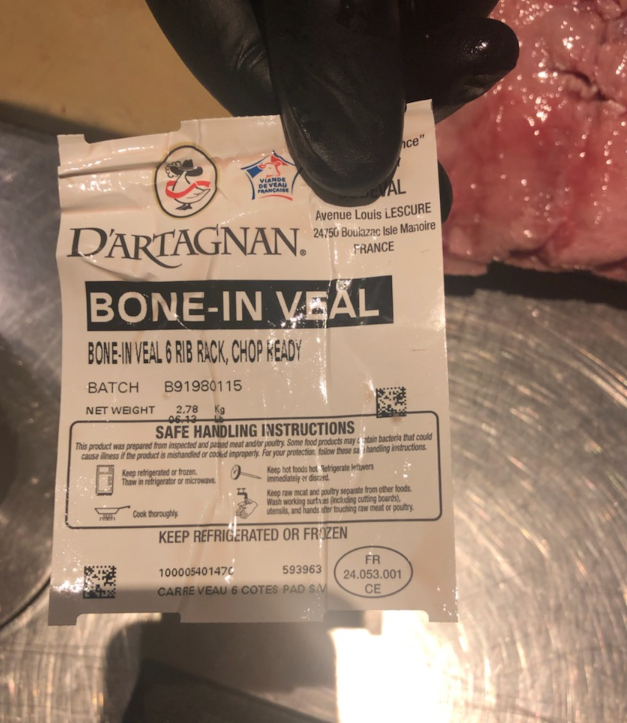 VIANDE
DE VEAU
FRANÇAISE
nce"
VAL
Avenue Louis LESCURE
24750 Boulazac Isle Manoire
FRANCE
D'ARTAGNAN®
BONE-IN VEAL
BONE-IN VEAL 6 RIB RACK, CHOP READY
BATCH B91980115
NET WEIGHT 2.78 Kg
06.13 Lb
SAFE HANDLING INSTRUCTIONS
This product was prepared from inspected and passed meat and/or poultry. Some food products may contain bacteria that could
cause illness if the product is mishandled or cooked improperly. For your protection, follow these safe handling instructions.
Keep refrigerated or frozen.
Thaw in refrigerator or microwave.
Keep hot foods hot. Refrigerate leftovers
immediately or discard.
Cook thoroughly.
Keep raw meat and poultry separate from other foods.
Wash working surfaces (including cutting boards),
utensils, and hands after touching raw meat or poultry.
KEEP REFRIGERATED OR FROZEN
593963
CARRE VEAU 6 COTES PAD S/V
FR
24.053.001
CE